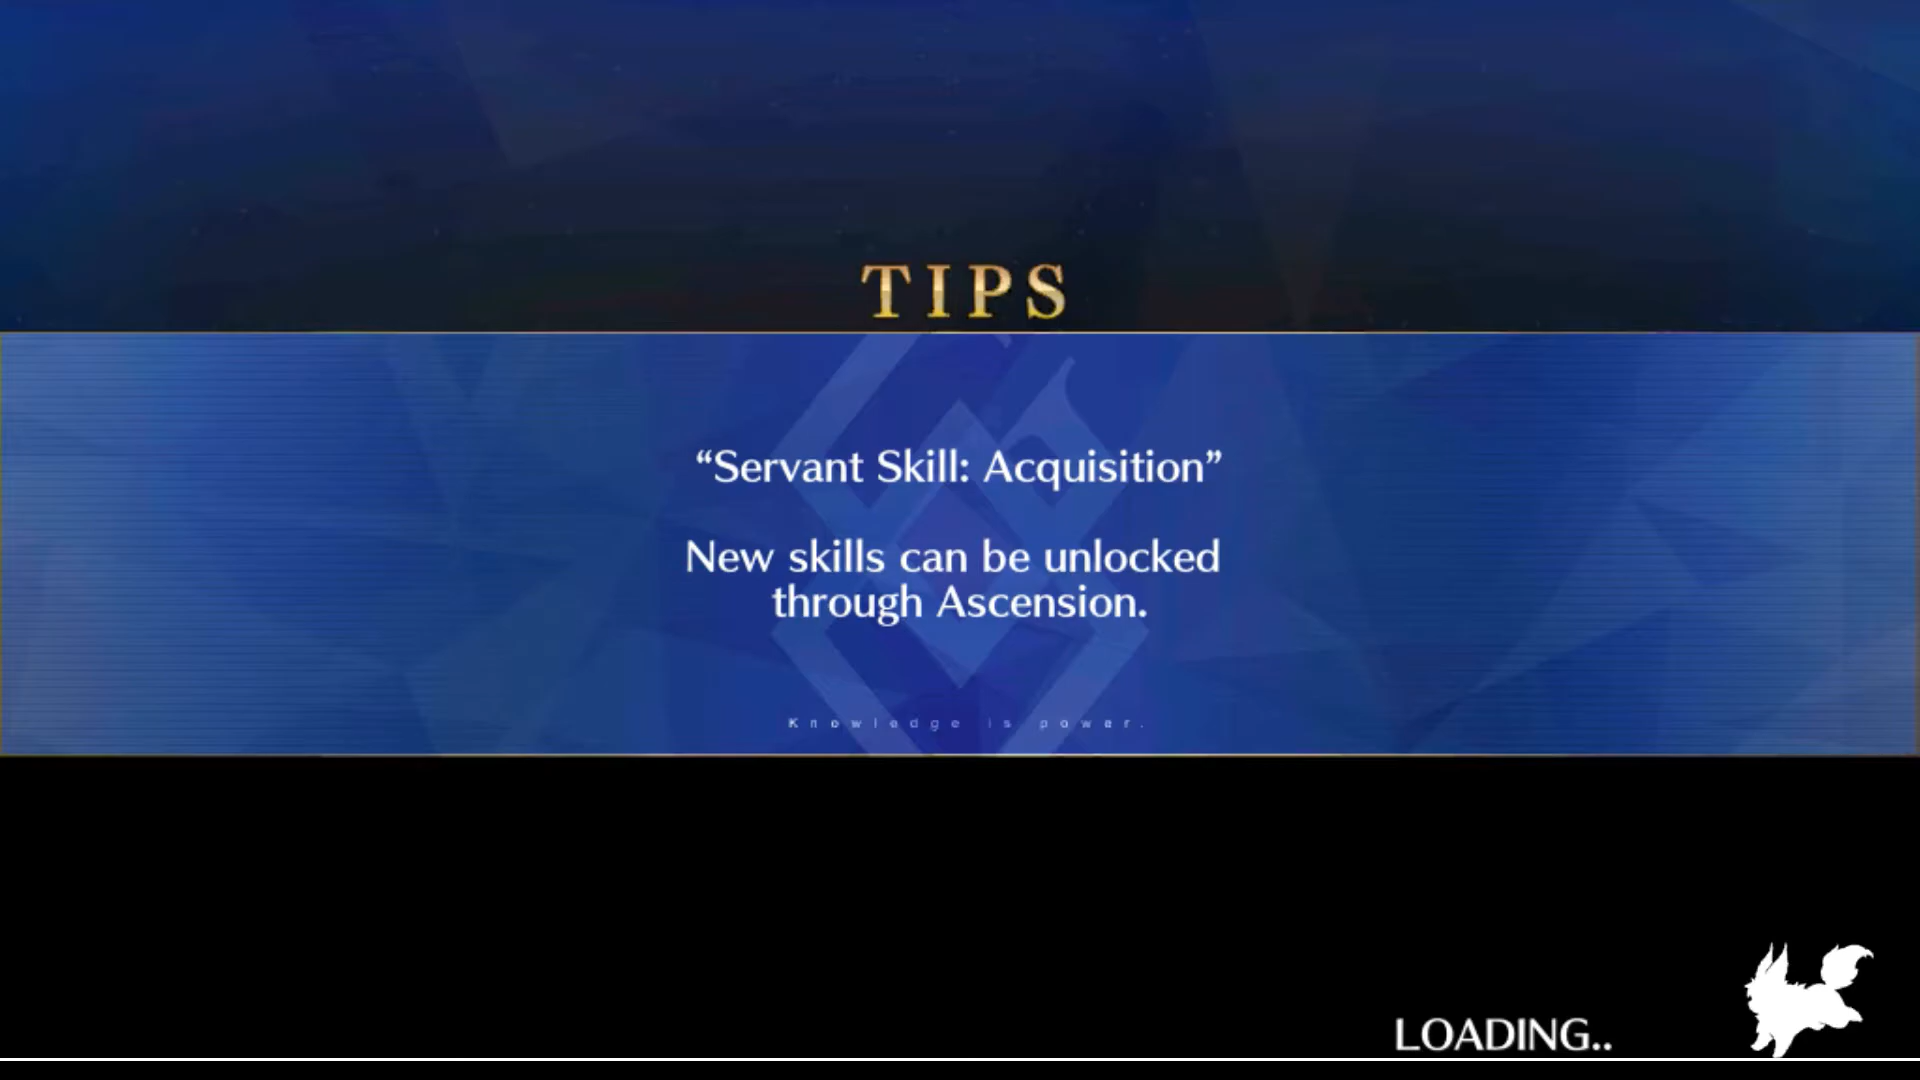 TIPS
“Servant Skill: Acquisition”
New skills can be unlocked
through Ascension.
Knowledge is power.
LOADING..